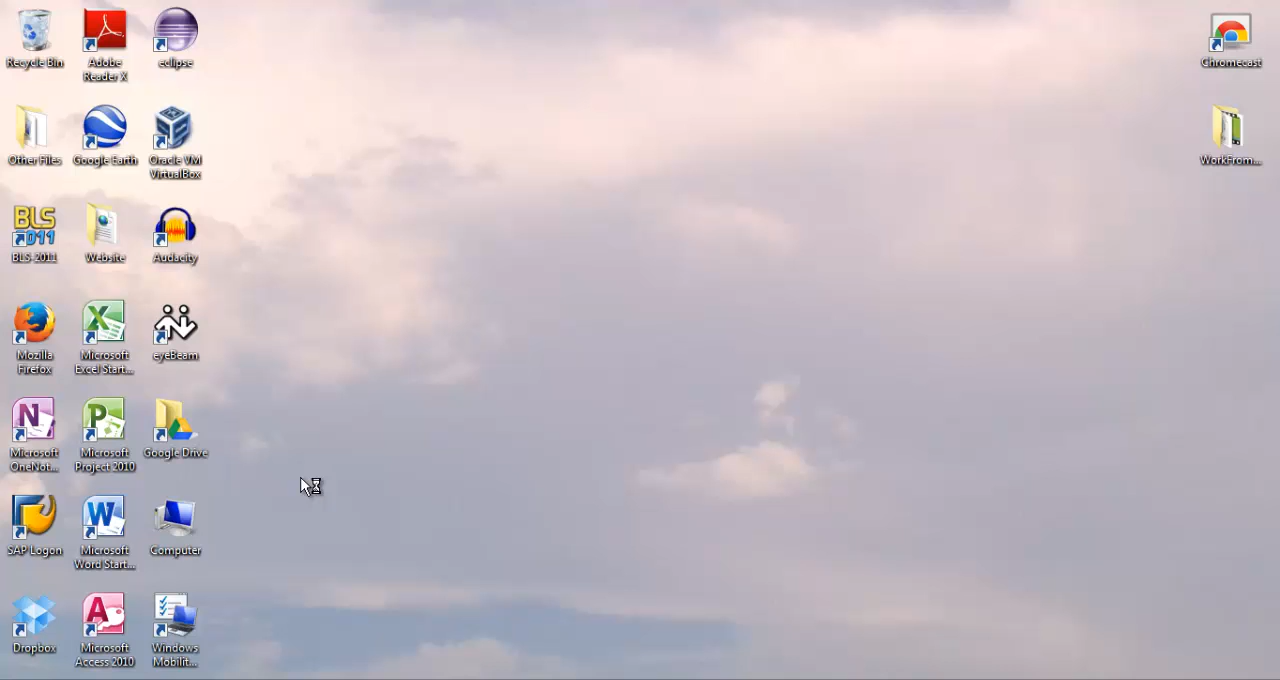 Recycle Bin
Adobe
Reader X
eclipse
Chromecast
Other Files
Google Earth
Oracle VM
VirtualBox
WorkFrom...
BLS
2011
BLS-2011
Website
Audacity
Mozilla
Firefox
Microsoft
Excel Start...
eyeBeam
Microsoft
OneNot...
Microsoft
Project 2010
Google Drive
SAP Logon
Microsoft
Word Start...
Computer
Dropbox
Microsoft
Access 2010
Windows
Mobilit...